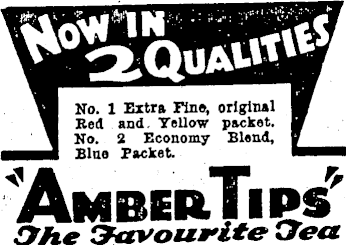 NOW IN
2 QUALITIES
No. 1 Extra Fine, original
Red and Yellow packet.
No. 2 Economy Blend,
Blue Packet.
"AMBER TIPS"
The Favourite Tea